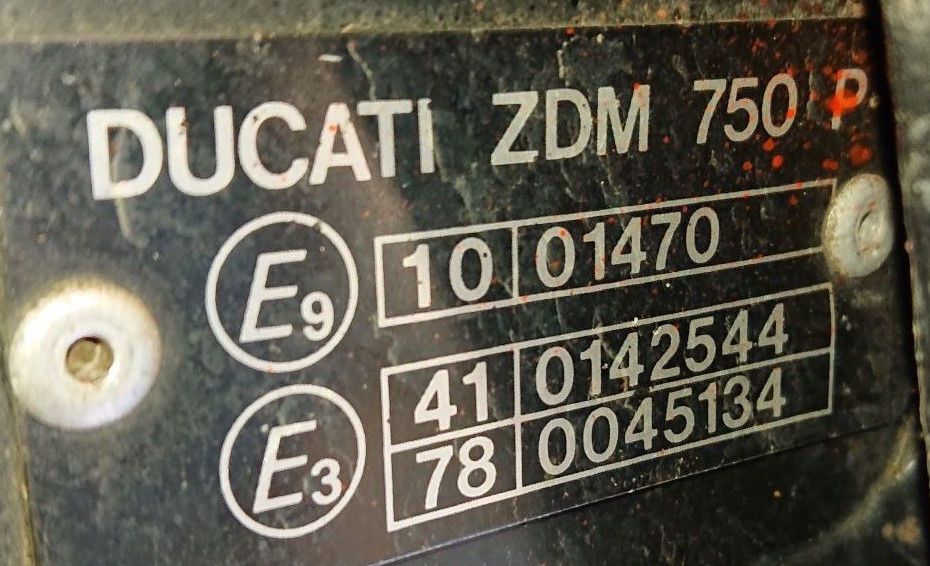 DUCATI ZDM 750 P
E9 10 01470
E3 41 0142544
78 0045134